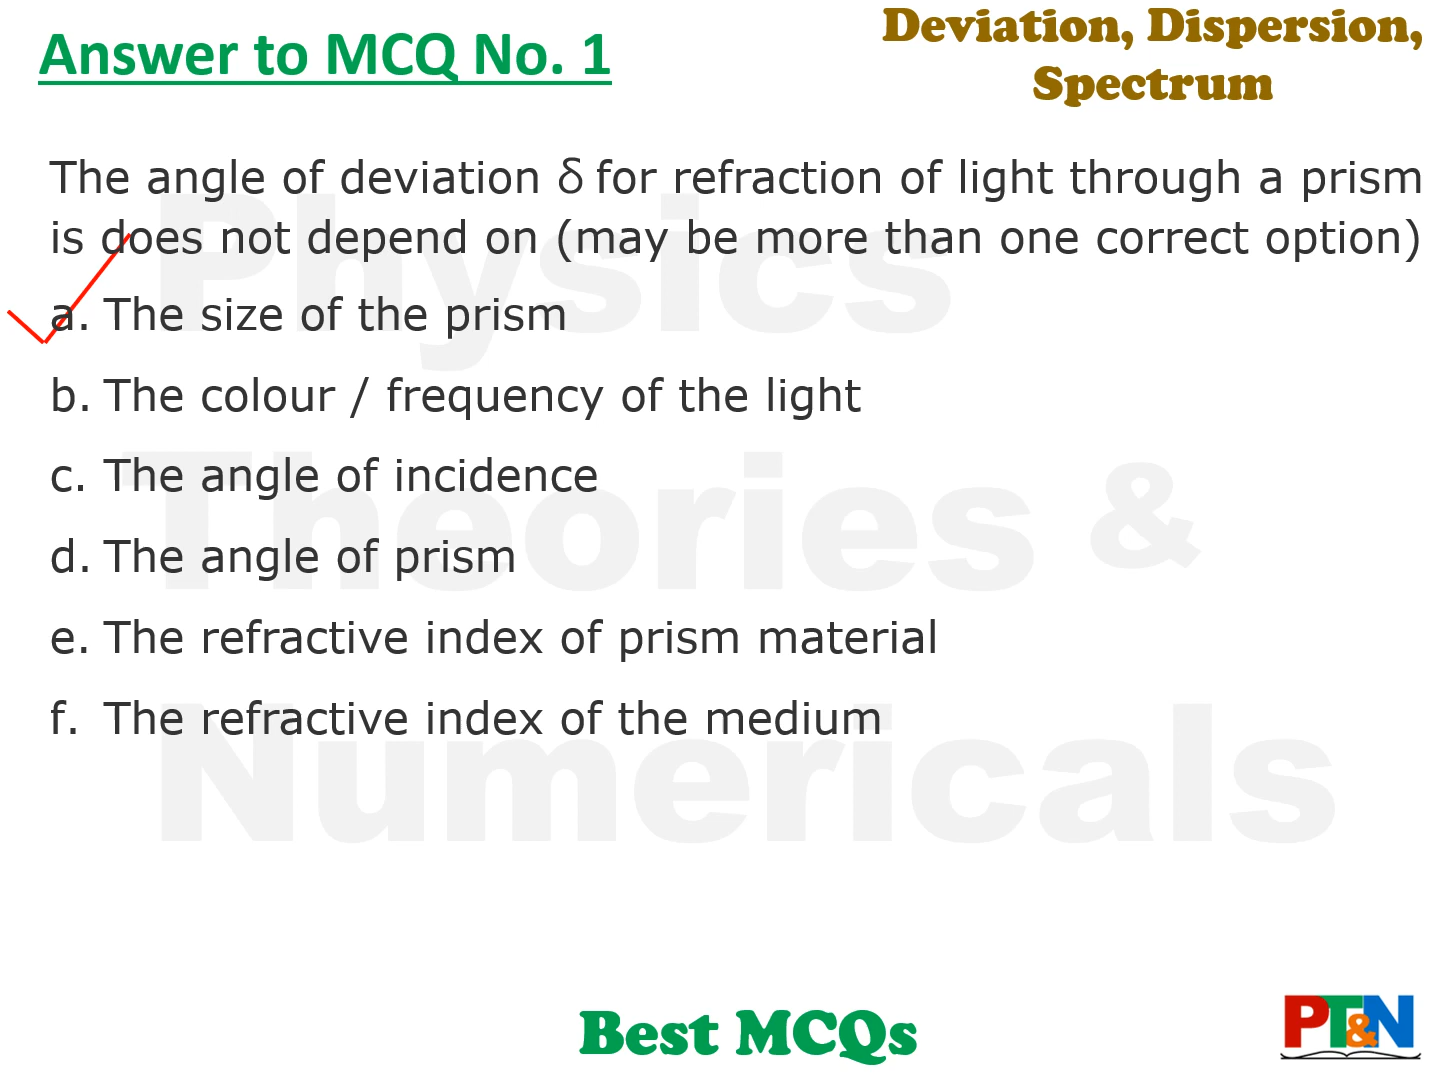 Answer to MCQ No. 1
Deviation, Dispersion,
Spectrum
The angle of deviation δ for refraction of light through a prism
is does not depend on (may be more than one correct option)
a. The size of the prism
b. The colour / frequency of the light
c. The angle of incidence
d. The angle of prism
e. The refractive index of prism material
f. The refractive index of the medium
Physics
Theories &
Numericals
Best MCQs
PT&N